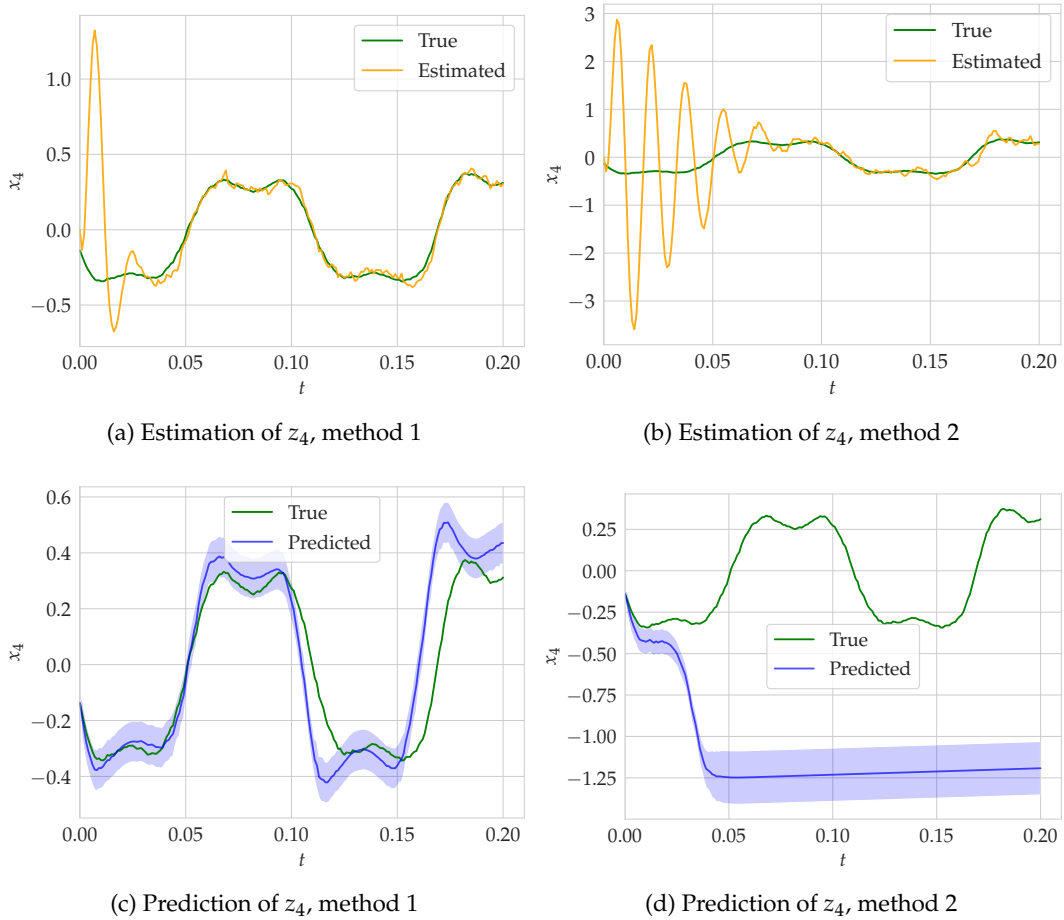 True
Estimated
1.0
0.5
0.0
−0.5
x4
0.00 0.05 0.10 0.15 0.20
t
(a) Estimation of z4, method 1
True
Estimated
3
2
1
0
−1
−2
−3
x4
0.00 0.05 0.10 0.15 0.20
t
(b) Estimation of z4, method 2
True
Predicted
0.6
0.4
0.2
0.0
−0.2
−0.4
x4
0.00 0.05 0.10 0.15 0.20
t
(c) Prediction of z4, method 1
True
Predicted
0.25
0.00
−0.25
−0.50
−0.75
−1.00
−1.25
x4
0.00 0.05 0.10 0.15 0.20
t
(d) Prediction of z4, method 2